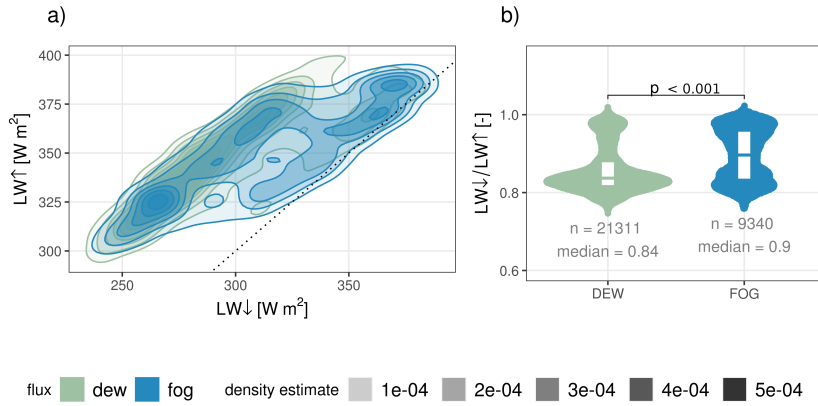 a)
LW↑ [W m²]
400
375
350
325
300
250
300
350
LW↓ [W m²]
b)
LW↓/LW↑ [-]
1.0
0.8
0.6
p < 0.001
n = 21311
median = 0.84
n = 9340
median = 0.9
DEW
FOG
flux dew fog density estimate 1e-04 2e-04 3e-04 4e-04 5e-04